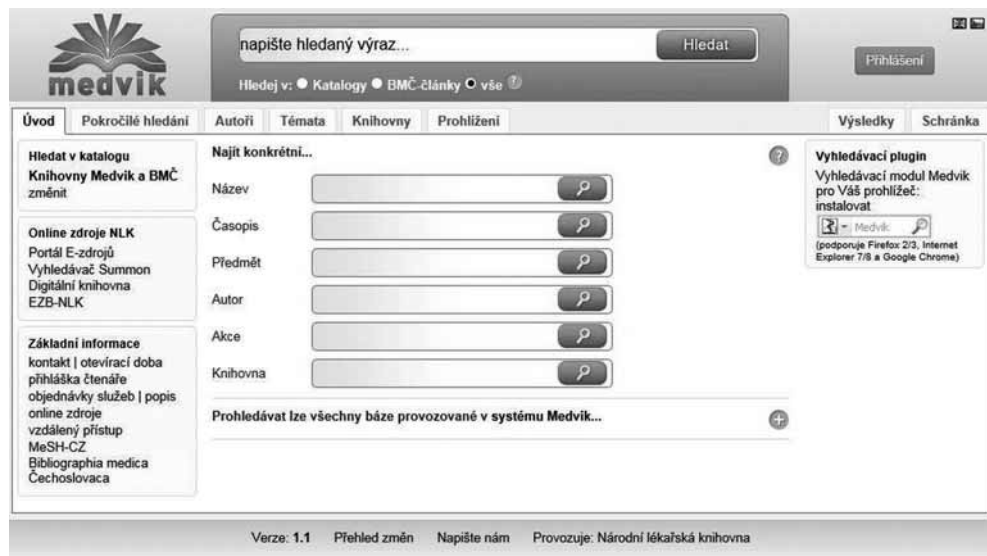 medvik
napište hledaný výraz...
Hledat
Hledej v: Katalogy BMČ-články vše ?
Přihlášení
Úvod Pokročilé hledání Autoři Témata Knihovny Prohlížení Výsledky Schránka
Hledat v katalogu
Knihovny Medvik a BMČ
změnit
Online zdroje NLK
Portál E-zdrojů
Vyhledávač Summon
Digitální knihovna
EZB-NLK
Základní informace
kontakt | otevírací doba
přihláška čtenáře
objednávky služeb | popis
online zdroje
vzdálený přístup
MeSH-CZ
Bibliographia medica
Čechoslovaca
Najít konkrétní...
?
Název
Časopis
Předmět
Autor
Akce
Knihovna
Prohledávat lze všechny báze provozované v systému Medvik...
Vyhledávací plugin
Vyhledávací modul Medvik
pro Váš prohlížeč:
instalovat
Medvik
(podporuje Firefox 2/3, Internet
Explorer 7/8 a Google Chrome)
Verze: 1.1 Přehled změn Napište nám Provozuje: Národní lékařská knihovna